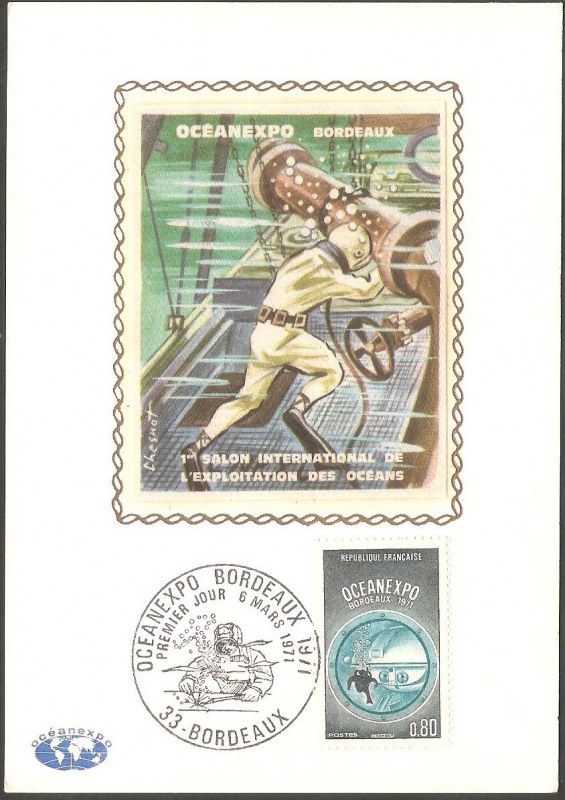 OCÉANEXPO BORDEAUX
Chesnot
1er SALON INTERNATIONAL DE
L'EXPLOITATION DES OCÉANS
OCEANEXPO BORDEAUX 1971
PREMIER JOUR 6 MARS 1971
33-BORDEAUX
REPUBLIQUE FRANÇAISE
OCEANEXPO
BORDEAUX 1971
POSTES
0,80
océanexpo